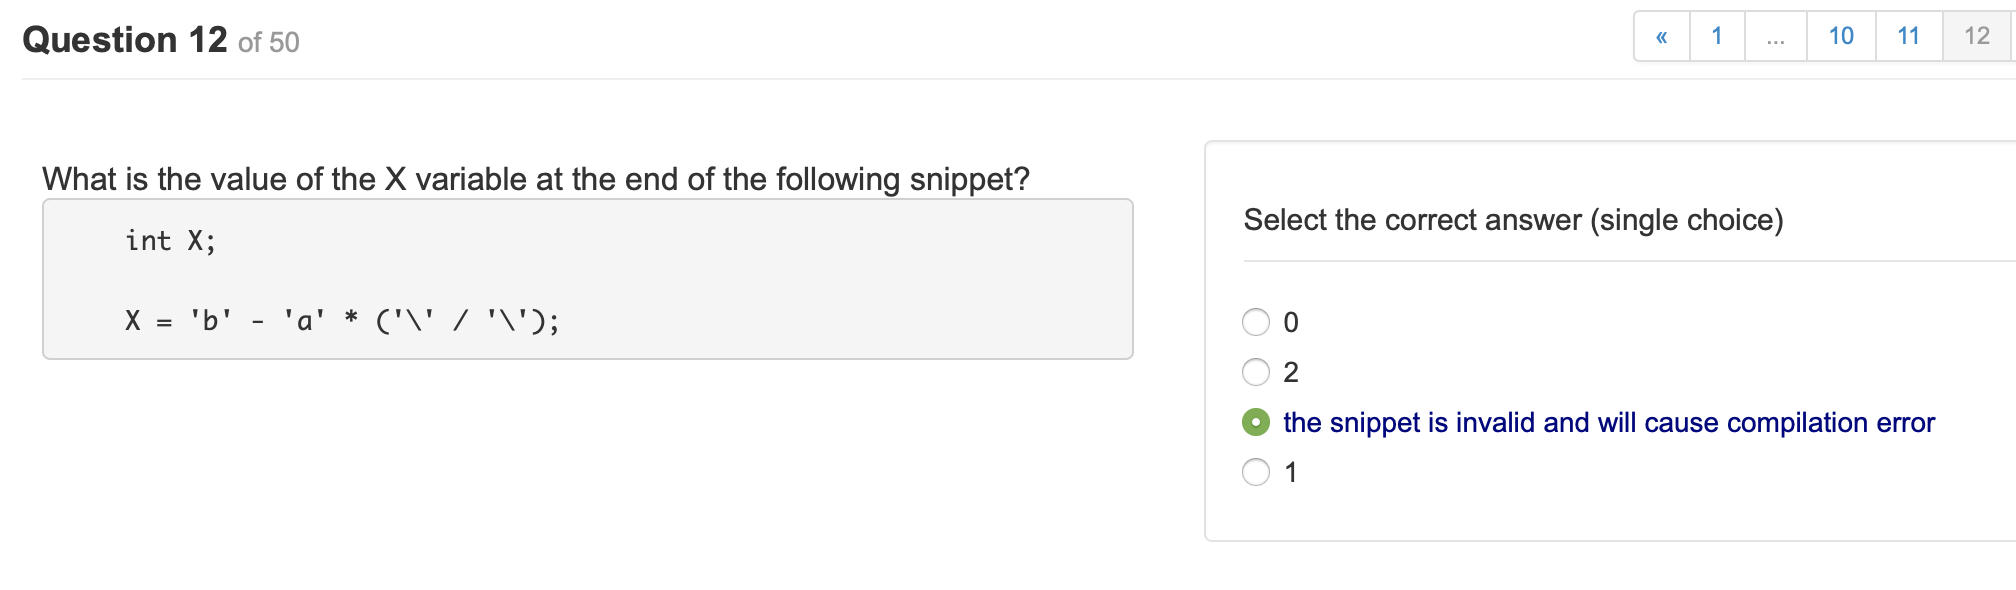 Question 12 of 50
« 1 ... 10 11 12
What is the value of the X variable at the end of the following snippet?
int X;
X = 'b' - 'a' * ('\' / '\');
Select the correct answer (single choice)
0
2
the snippet is invalid and will cause compilation error
1